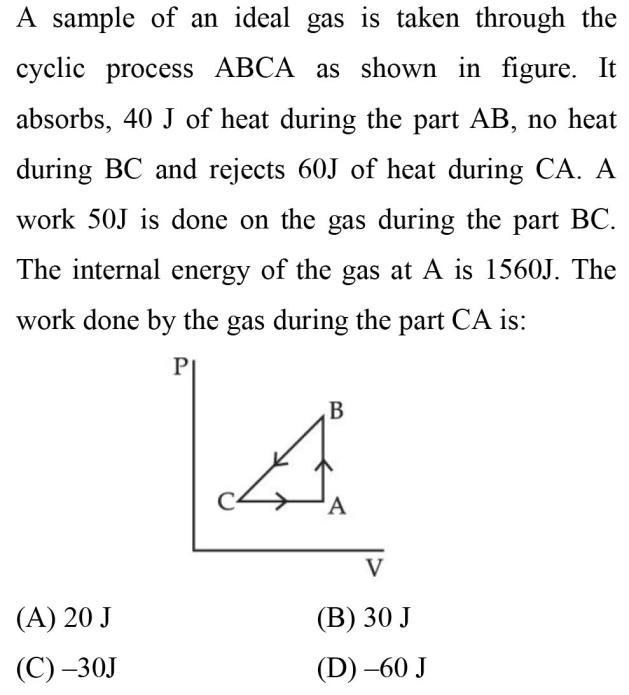 A sample of an ideal gas is taken through the
cyclic process ABCA as shown in figure. It
absorbs, 40 J of heat during the part AB, no heat
during BC and rejects 60J of heat during CA. A
work 50J is done on the gas during the part BC.
The internal energy of the gas at A is 1560J. The
work done by the gas during the part CA is:
P
B
C
A
V
(A) 20 J (B) 30 J
(C) –30J (D) –60 J